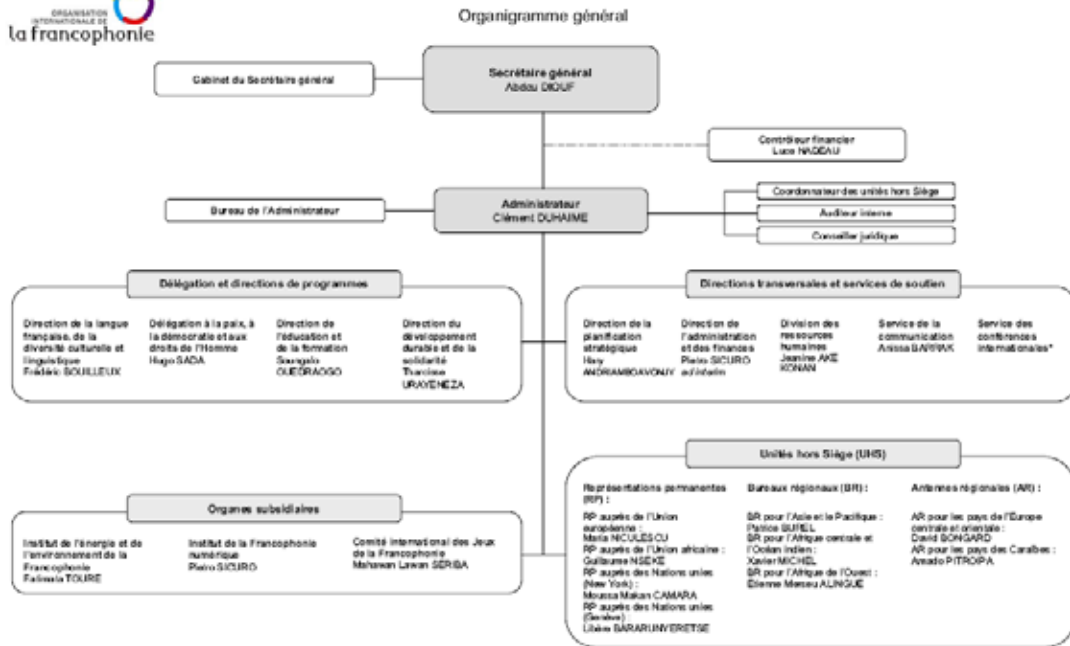 ORGANISATION
INTERNATIONALE DE
la francophonie
Organigramme général
Cabinet du Secrétaire général
Secrétaire général
Abdou DIOUF
Contrôleur financier
Luce NADEAU
Bureau de l'Administrateur
Administrateur
Clément DUHAIME
Coordonnateur des unités hors Siège
Auditeur interne
Conseiller juridique
Délégation et directions de programmes
Direction de la langue
française, de la
diversité culturelle et
linguistique
Frédéric BOUILLEUX
Délégation à la paix, à
la démocratie et aux
droits de l'Homme
Hugo SADA
Direction de
l'éducation et
de la formation
Soungalo
OUEDRAOGO
Direction du
développement
durable et de la
solidarité
Tharcisse
URAYENEZA
Directions transversales et services de soutien
Direction de la
planification
stratégique
Hary
ANDRIAMBOAVONJY
Direction de
l'administration
et des finances
Pietro SICURO
ad interim
Division des
ressources
humaines
Jeanine AKE
KONAN
Service de la
communication
Anissa BARRAK
Service des
conférences
internationales*
Organes subsidiaires
Institut de l'énergie et de
l'environnement de la
Francophonie
Fatimata TOURE
Institut de la Francophonie
numérique
Pietro SICURO
Comité international des Jeux
de la Francophonie
Mahaman Lawan SERIBA
Unités hors Siège (UHS)
Représentations permanentes
(RP) :
RP auprès de l'Union
européenne :
Maria NICULESCU
RP auprès de l'Union africaine :
Guillaume NSEKE
RP auprès des Nations unies
(New York) :
Moussa Makan CAMARA
RP auprès des Nations unies
(Genève) :
Libère BARARUNYERETSE
Bureaux régionaux (BR) :
BR pour l'Asie et le Pacifique :
Patrice BUREL
BR pour l'Afrique centrale et
l'Océan indien :
Xavier MICHEL
BR pour l'Afrique de l'Ouest :
Etienne ALINGUE
Antennes régionales (AR) :
AR pour les pays de l'Europe
centrale et orientale :
David BONGARD
AR pour les pays des Caraïbes :
Amado PITROIPA